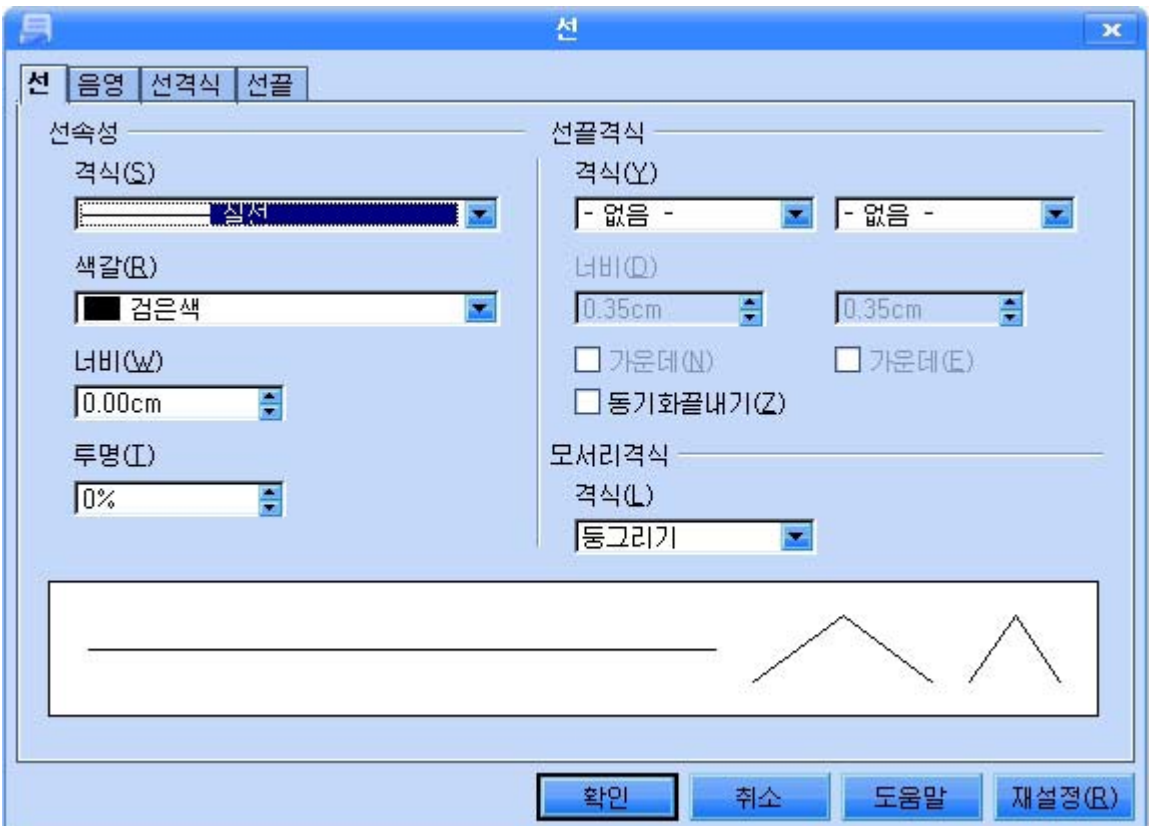 선
선 음영 선격식 선끌
선속성
격식(S)
실선
색갈(R)
검은색
너비(W)
0.00cm
투명(T)
0%
선끌격식
격식(Y)
- 없음 - - 없음 -
너비(D)
0.35cm 0.35cm
가운데(N) 가운데(E)
동기화끌내기(Z)
모서리격식
격식(L)
둥그리기
확인 취소 도움말 재설정(R)